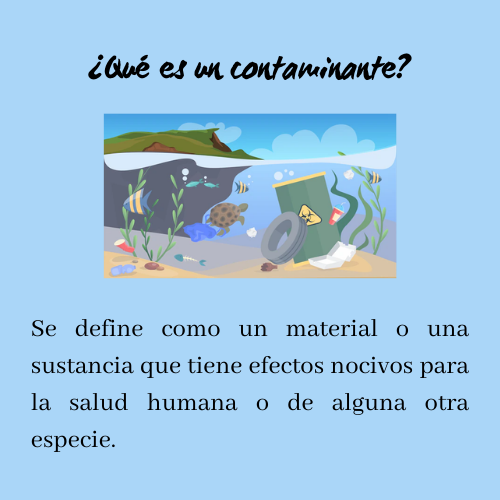 ¿Qué es un contaminante?
Se define como un material o una
sustancia que tiene efectos nocivos para
la salud humana o de alguna otra
especie.